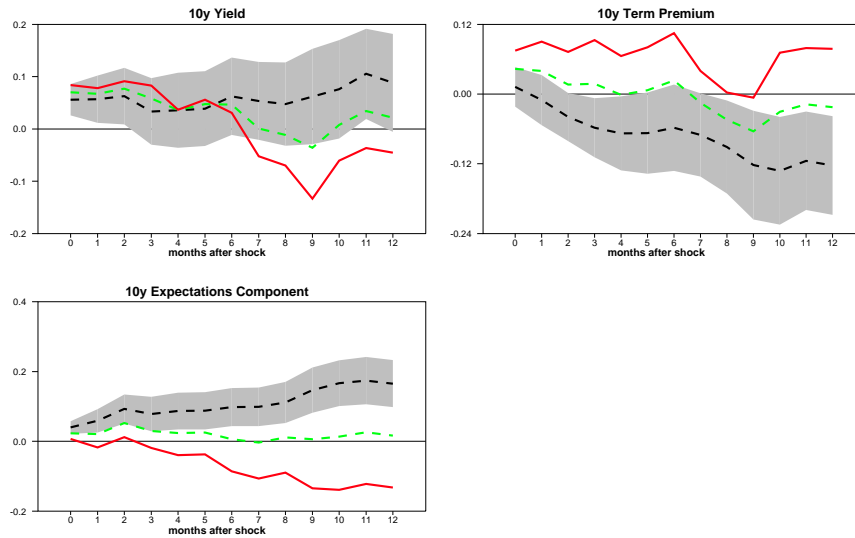 10y Yield
0.2
0.1
0.0
-0.1
-0.2
0 1 2 3 4 5 6 7 8 9 10 11 12
months after shock
10y Term Premium
0.12
0.00
-0.12
-0.24
0 1 2 3 4 5 6 7 8 9 10 11 12
months after shock
10y Expectations Component
0.4
0.2
0.0
-0.2
0 1 2 3 4 5 6 7 8 9 10 11 12
months after shock